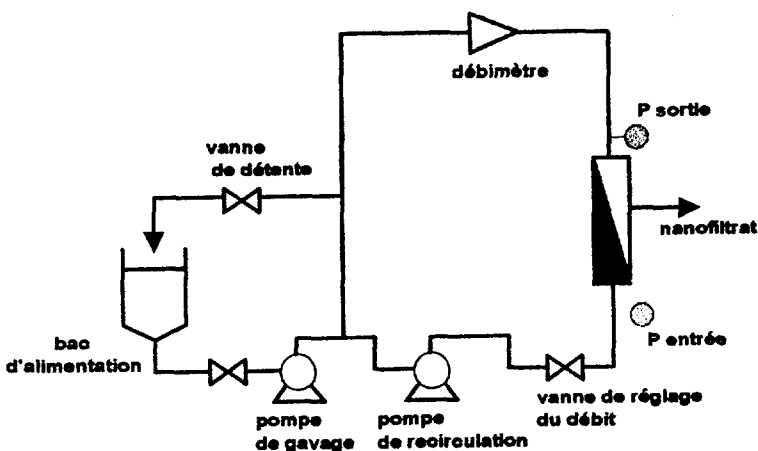 débimètre
P sortie
vanne
de détente
nanofiltrat
bac
d'alimentation
P entrée
vanne de réglage
du débit
pompe
de gavage
pompe
de recirculation